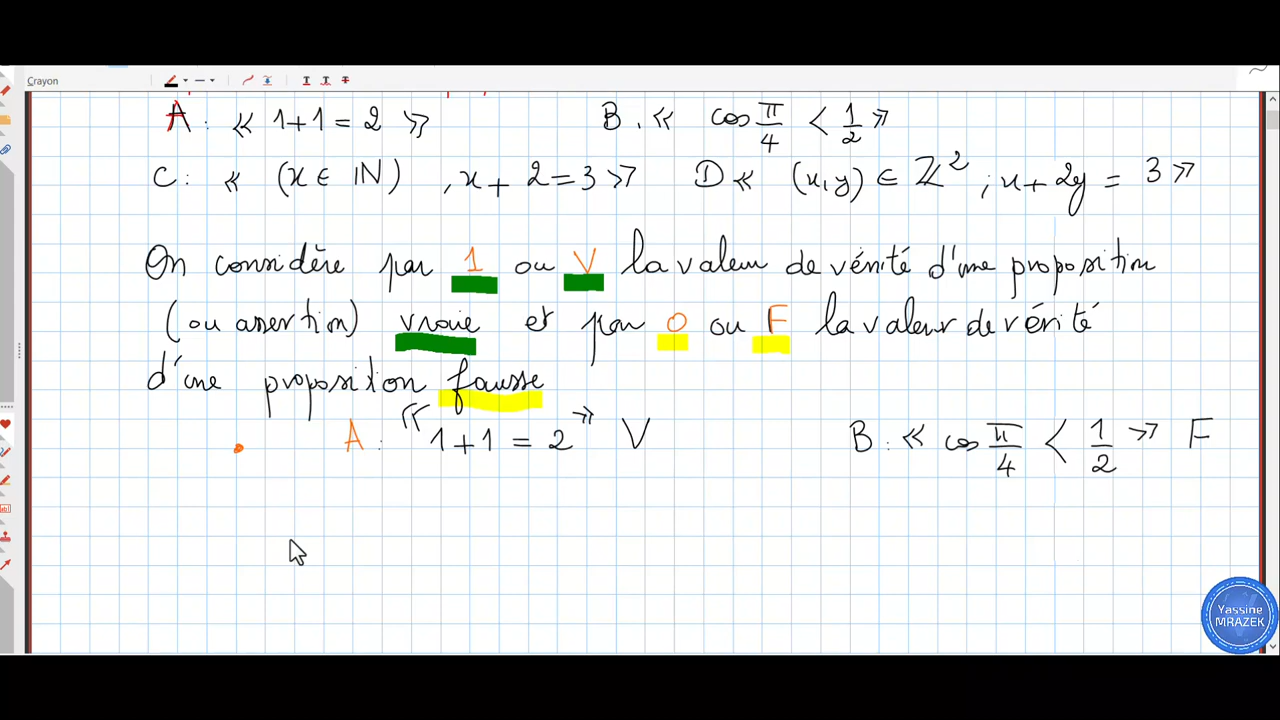 Crayon
A : « 1+1 = 2 » B. « cos π/4 < 1/2 »
C : « (x ∈ IN) , x + 2 = 3 » D « (x,y) ∈ ℤ² ; x + 2y = 3 »
On considère par 1 ou V la valeur de vérité d'une proposition
(ou assertion) vraie et par 0 ou F la valeur de vérité
d'une proposition fausse
• A : « 1+1 = 2 » V B : « cos π/4 < 1/2 » F
Yassine
MRAZEK